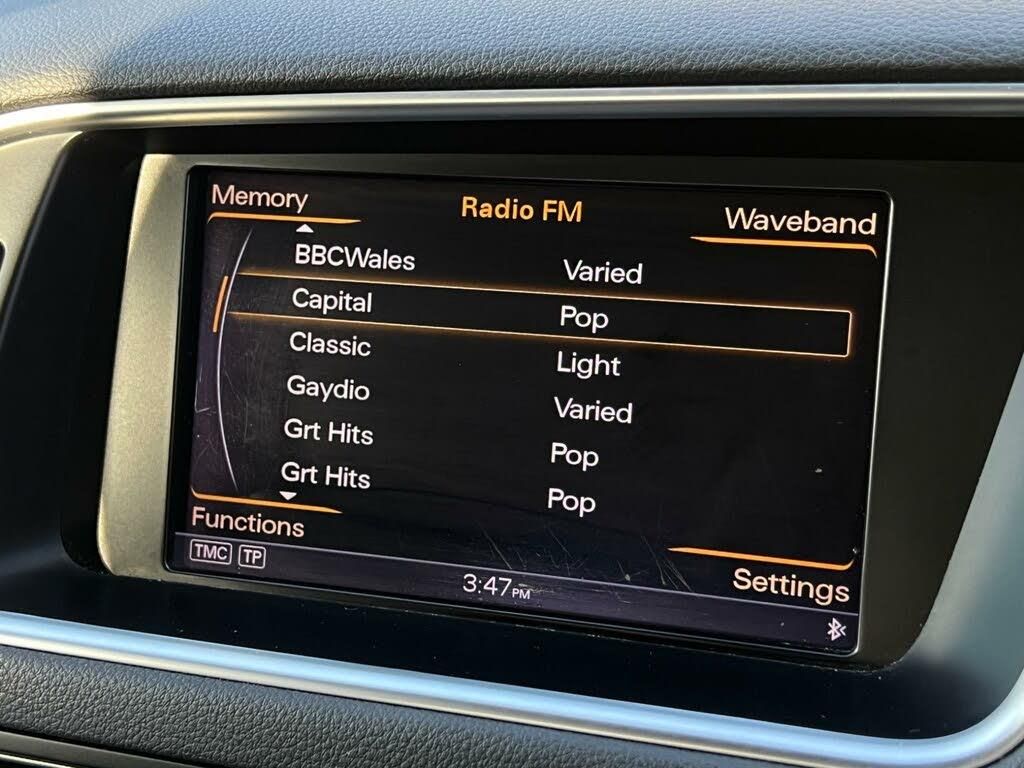 Memory Radio FM Waveband
BBCWales Varied
Capital Pop
Classic Light
Gaydio Varied
Grt Hits Pop
Grt Hits Pop
Functions
TMC TP
Settings
3:47 PM